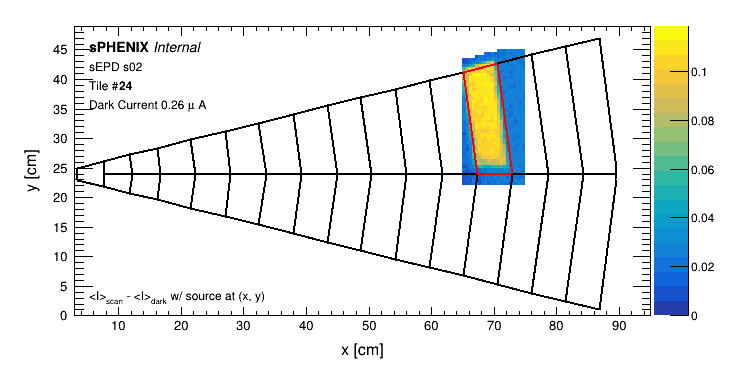 sPHENIX Internal
sEPD s02
Tile #24
Dark Current 0.26 μ A
<I>scan - <I>dark w/ source at (x, y)
y [cm]
45
40
35
30
25
20
15
10
5
0
10 20 30 40 50 60 70 80 90
x [cm]
0.1
0.08
0.06
0.04
0.02
0